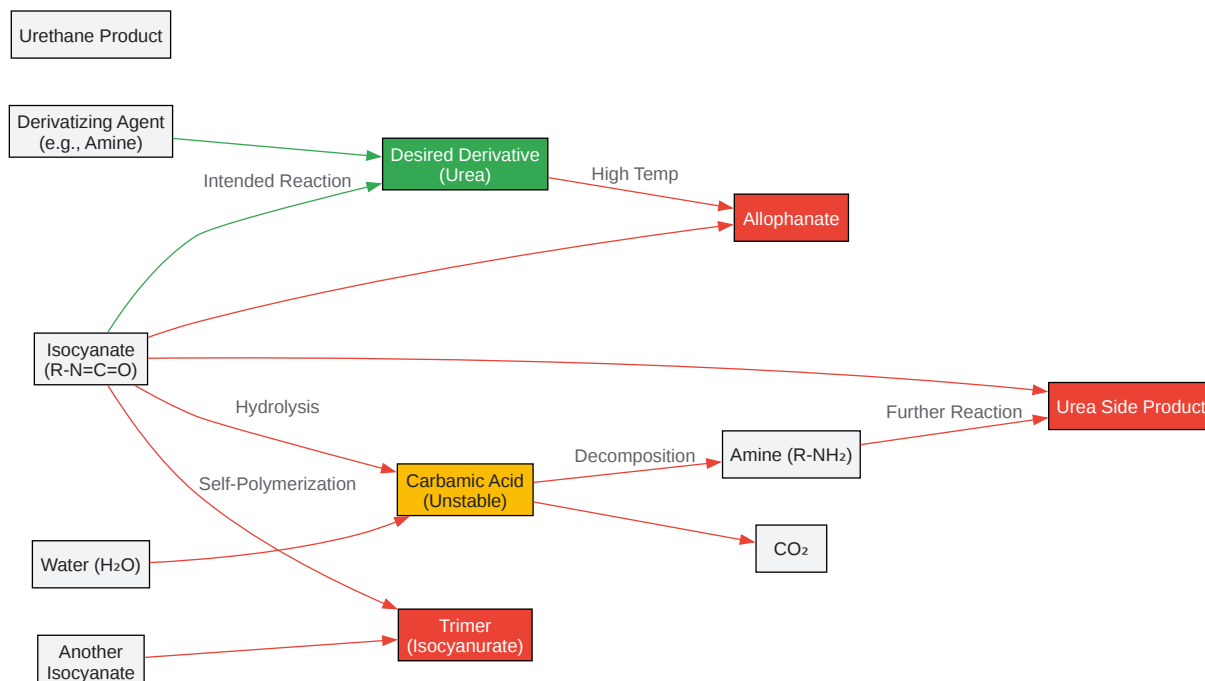 Urethane Product
Derivatizing Agent
(e.g., Amine)
Desired Derivative
(Urea)
High Temp
Intended Reaction
Allophanate
Isocyanate
(R-N=C=O)
Hydrolysis
Urea Side Product
Further Reaction
Amine (R-NH₂)
Decomposition
Carbamic Acid
(Unstable)
Self-Polymerization
CO₂
Water (H₂O)
Trimer
(Isocyanurate)
Another
Isocyanate